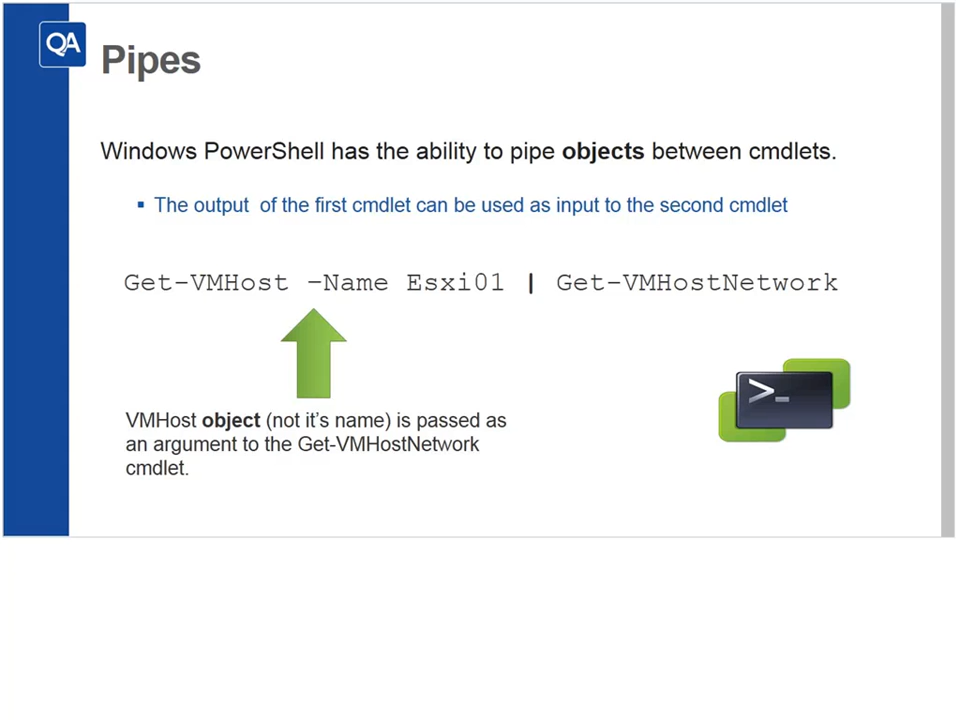 QA
Pipes
Windows PowerShell has the ability to pipe objects between cmdlets.
▪ The output of the first cmdlet can be used as input to the second cmdlet
Get-VMHost –Name Esxi01 | Get-VMHostNetwork
>_
VMHost object (not it's name) is passed as
an argument to the Get-VMHostNetwork
cmdlet.